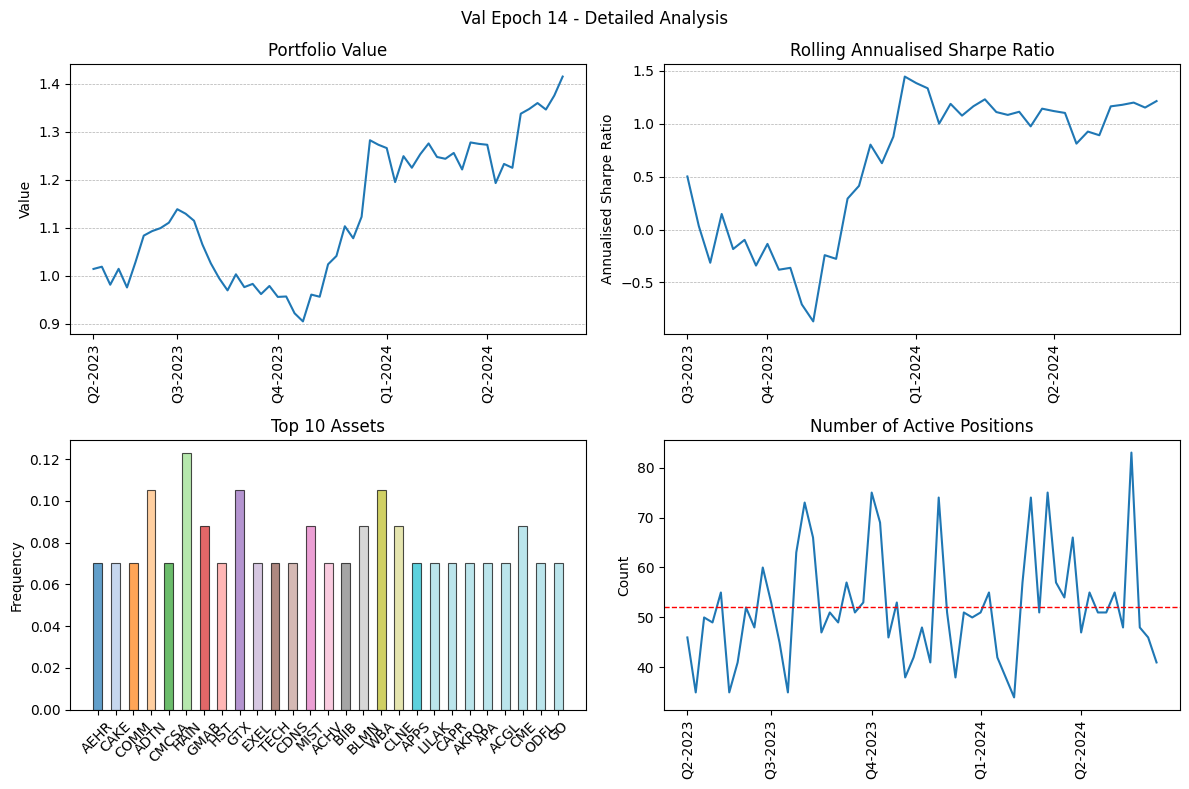 Val Epoch 14 - Detailed Analysis
Portfolio Value
Value
1.4
1.3
1.2
1.1
1.0
0.9
Q2-2023
Q3-2023
Q4-2023
Q1-2024
Q2-2024
Rolling Annualised Sharpe Ratio
Annualised Sharpe Ratio
1.5
1.0
0.5
0.0
−0.5
Q3-2023
Q4-2023
Q1-2024
Q2-2024
Top 10 Assets
Frequency
0.12
0.10
0.08
0.06
0.04
0.02
0.00
AEHR
CAKE
COMM
ADTN
CMCSA
HAIN
GMAB
HST
GTX
EXEL
TECH
CDNS
MIST
ACHV
BIIB
BLMN
WBA
CLNE
APPS
LILAK
CAPR
AKRO
APA
ACGL
CME
ODFL
GO
Number of Active Positions
Count
80
70
60
50
40
Q2-2023
Q3-2023
Q4-2023
Q1-2024
Q2-2024